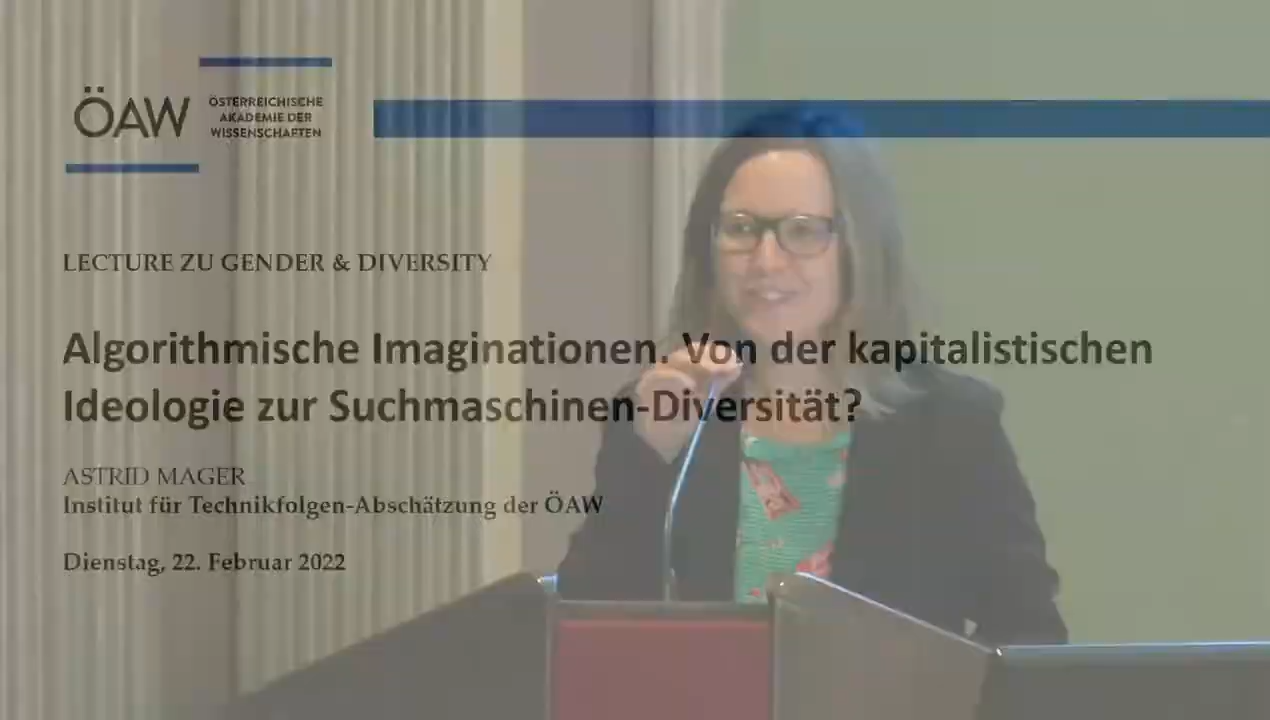 ÖAW
ÖSTERREICHISCHE
AKADEMIE DER
WISSENSCHAFTEN
LECTURE ZU GENDER & DIVERSITY
Algorithmische Imaginationen. Von der kapitalistischen
Ideologie zur Suchmaschinen-Diversität?
ASTRID MAGER
Institut für Technikfolgen-Abschätzung der ÖAW
Dienstag, 22. Februar 2022